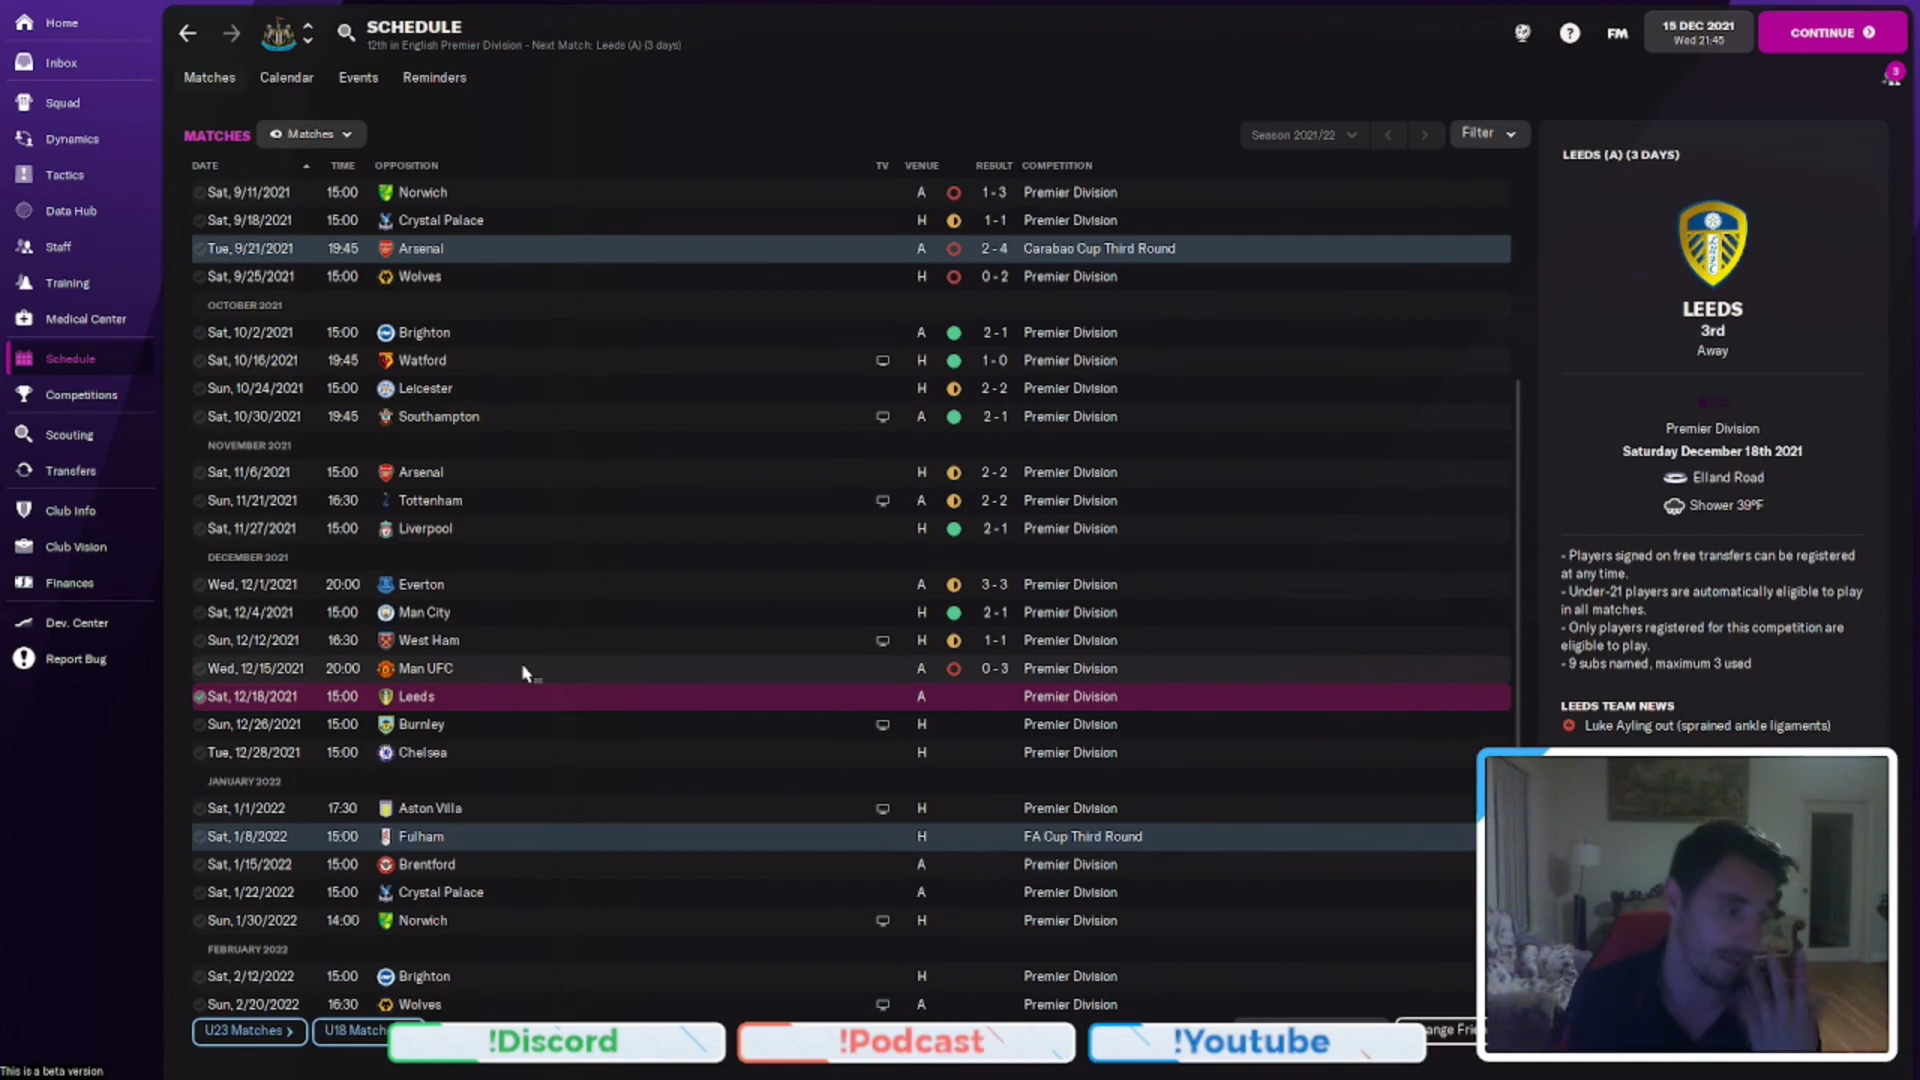 Home
Inbox
Squad
Dynamics
Tactics
Data Hub
Staff
Training
Medical Center
Schedule
Competitions
Scouting
Transfers
Club Info
Club Vision
Finances
Dev. Center
Report Bug
This is a beta version
SCHEDULE
12th in English Premier Division - Next Match: Leeds (A) (3 days)
? FM 15 DEC 2021 CONTINUE
Wed 21:45
3
Matches Calendar Events Reminders
MATCHES Matches Season 2021/22 Filter
DATE TIME OPPOSITION TV VENUE RESULT COMPETITION
Sat, 9/11/2021 15:00 Norwich A 1 - 3 Premier Division
Sat, 9/18/2021 15:00 Crystal Palace H 1 - 1 Premier Division
Tue, 9/21/2021 19:45 Arsenal A 2 - 4 Carabao Cup Third Round
Sat, 9/25/2021 15:00 Wolves H 0 - 2 Premier Division
OCTOBER 2021
Sat, 10/2/2021 15:00 Brighton A 2 - 1 Premier Division
Sat, 10/16/2021 19:45 Watford H 1 - 0 Premier Division
Sun, 10/24/2021 15:00 Leicester H 2 - 2 Premier Division
Sat, 10/30/2021 19:45 Southampton A 2 - 1 Premier Division
NOVEMBER 2021
Sat, 11/6/2021 15:00 Arsenal H 2 - 2 Premier Division
Sun, 11/21/2021 16:30 Tottenham A 2 - 2 Premier Division
Sat, 11/27/2021 15:00 Liverpool H 2 - 1 Premier Division
DECEMBER 2021
Wed, 12/1/2021 20:00 Everton A 3 - 3 Premier Division
Sat, 12/4/2021 15:00 Man City H 2 - 1 Premier Division
Sun, 12/12/2021 16:30 West Ham H 1 - 1 Premier Division
Wed, 12/15/2021 20:00 Man UFC A 0 - 3 Premier Division
Sat, 12/18/2021 15:00 Leeds A Premier Division
Sun, 12/26/2021 15:00 Burnley H Premier Division
Tue, 12/28/2021 15:00 Chelsea H Premier Division
JANUARY 2022
Sat, 1/1/2022 17:30 Aston Villa H Premier Division
Sat, 1/8/2022 15:00 Fulham H FA Cup Third Round
Sat, 1/15/2022 15:00 Brentford A Premier Division
Sat, 1/22/2022 15:00 Crystal Palace A Premier Division
Sun, 1/30/2022 14:00 Norwich H Premier Division
FEBRUARY 2022
Sat, 2/12/2022 15:00 Brighton H Premier Division
Sun, 2/20/2022 16:30 Wolves A Premier Division
U23 Matches U18 Match ange Frie
!Discord !Podcast !Youtube
LEEDS (A) (3 DAYS)
LEEDS
3rd
Away
Premier Division
Saturday December 18th 2021
Elland Road
Shower 39ºF
- Players signed on free transfers can be registered
at any time.
- Under-21 players are automatically eligible to play
in all matches.
- Only players registered for this competition are
eligible to play.
- 9 subs named, maximum 3 used
LEEDS TEAM NEWS
Luke Ayling out (sprained ankle ligaments)